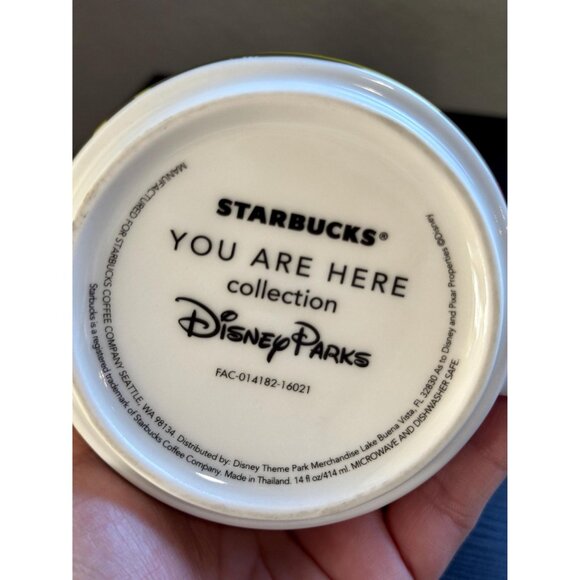 STARBUCKS®
YOU ARE HERE
collection
Disney Parks
FAC-014182-16021
MANUFACTURED FOR STARBUCKS COFFEE COMPANY SEATTLE, WA 98134. Distributed by: Disney Theme Park Merchandise Lake Buena Vista, FL 32830 As to Disney and Pixar Properties ©Disney
Starbucks is a registered trademark of Starbucks Coffee Company. Made in Thailand. 14 fl oz/414 ml. MICROWAVE AND DISHWASHER SAFE.